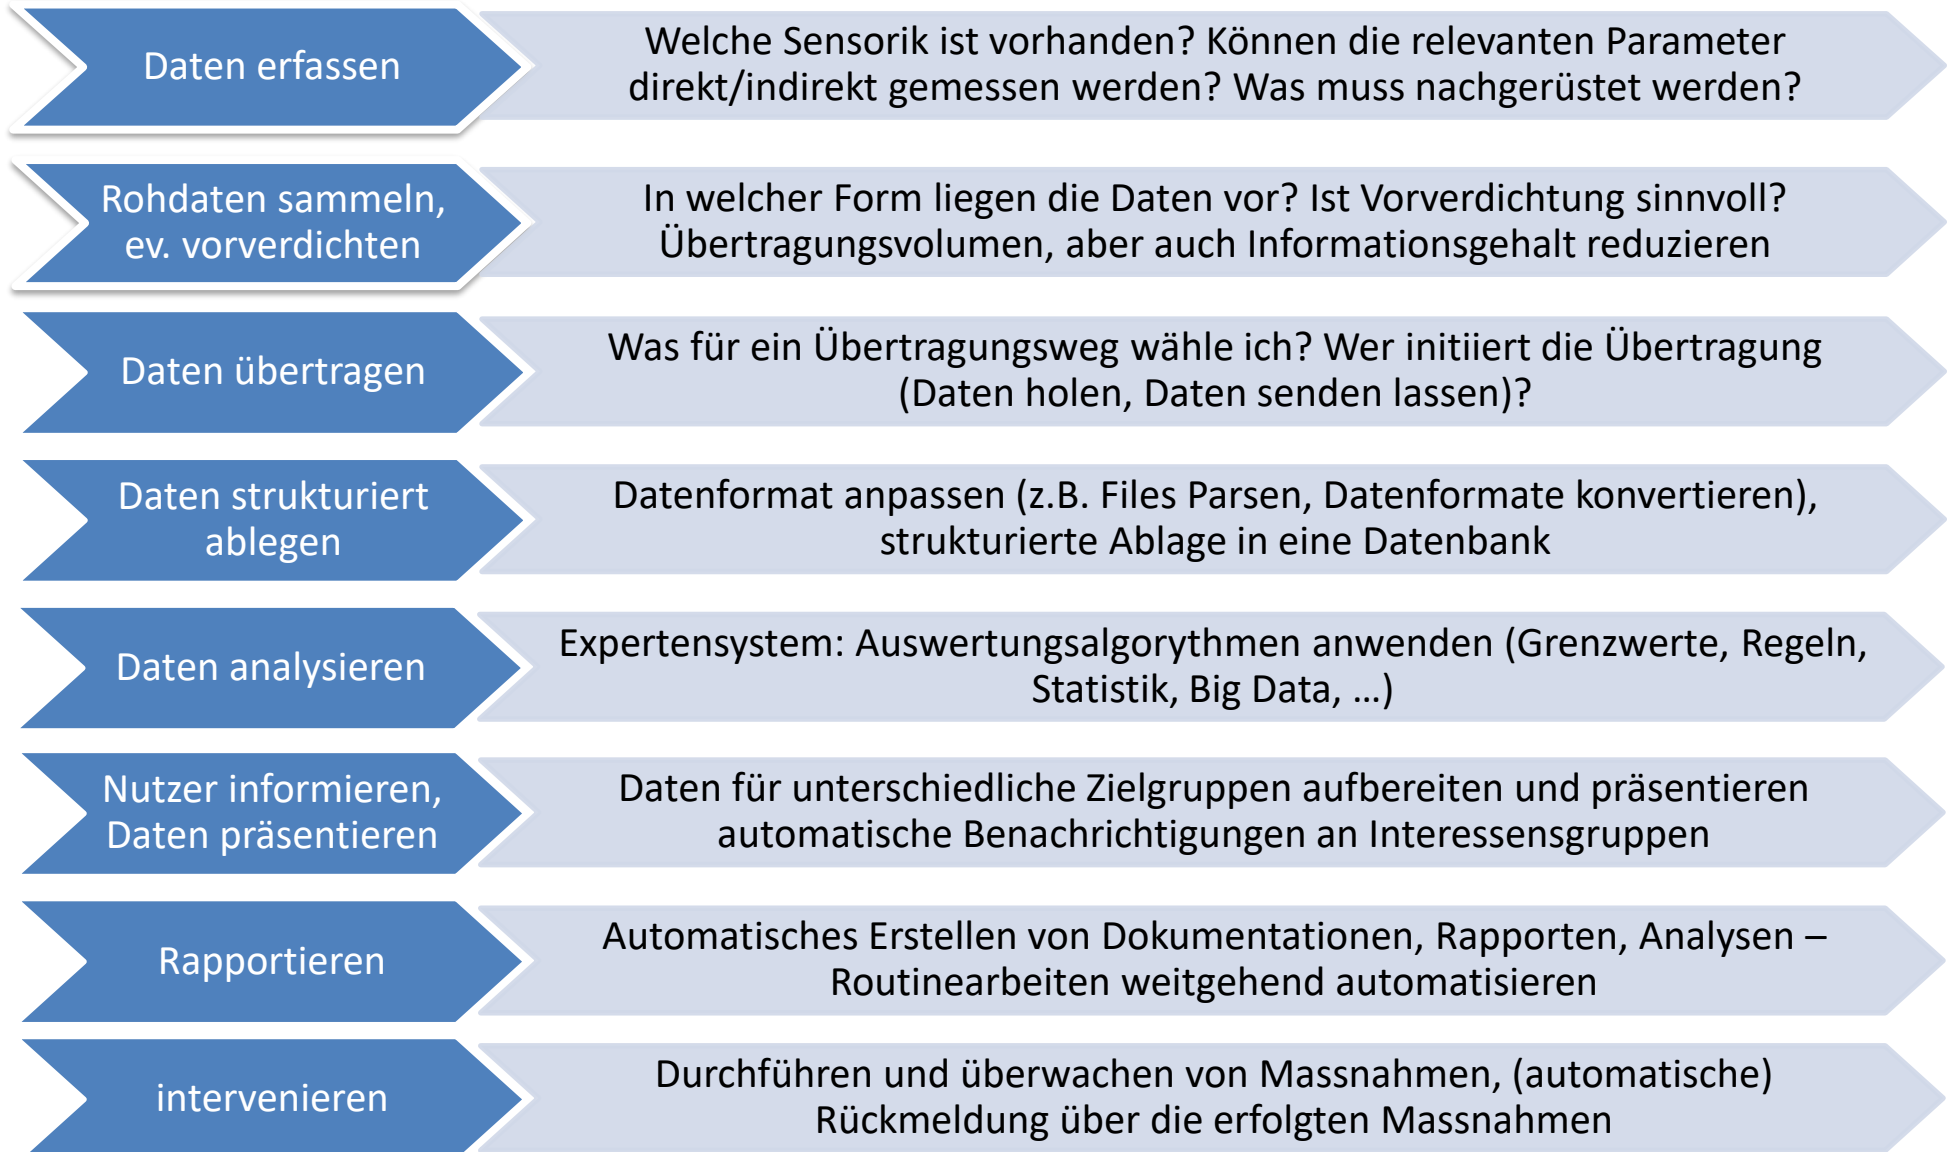 Daten erfassen
Welche Sensorik ist vorhanden? Können die relevanten Parameter
direkt/indirekt gemessen werden? Was muss nachgerüstet werden?
Rohdaten sammeln,
ev. vorverdichten
In welcher Form liegen die Daten vor? Ist Vorverdichtung sinnvoll?
Übertragungsvolumen, aber auch Informationsgehalt reduzieren
Daten übertragen
Was für ein Übertragungsweg wähle ich? Wer initiiert die Übertragung
(Daten holen, Daten senden lassen)?
Daten strukturiert
ablegen
Datenformat anpassen (z.B. Files Parsen, Datenformate konvertieren),
strukturierte Ablage in eine Datenbank
Daten analysieren
Expertensystem: Auswertungsalgorythmen anwenden (Grenzwerte, Regeln,
Statistik, Big Data, …)
Nutzer informieren,
Daten präsentieren
Daten für unterschiedliche Zielgruppen aufbereiten und präsentieren
automatische Benachrichtigungen an Interessensgruppen
Rapportieren
Automatisches Erstellen von Dokumentationen, Rapporten, Analysen –
Routinearbeiten weitgehend automatisieren
intervenieren
Durchführen und überwachen von Massnahmen, (automatische)
Rückmeldung über die erfolgten Massnahmen